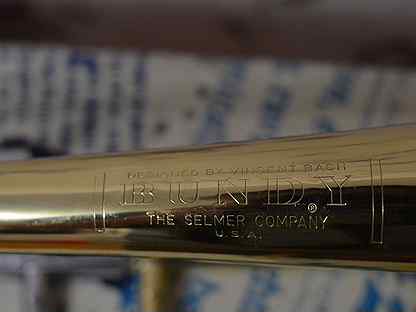 DESIGNED BY VINCENT BACH
BUNDY®
THE SELMER COMPANY
U.S.A.